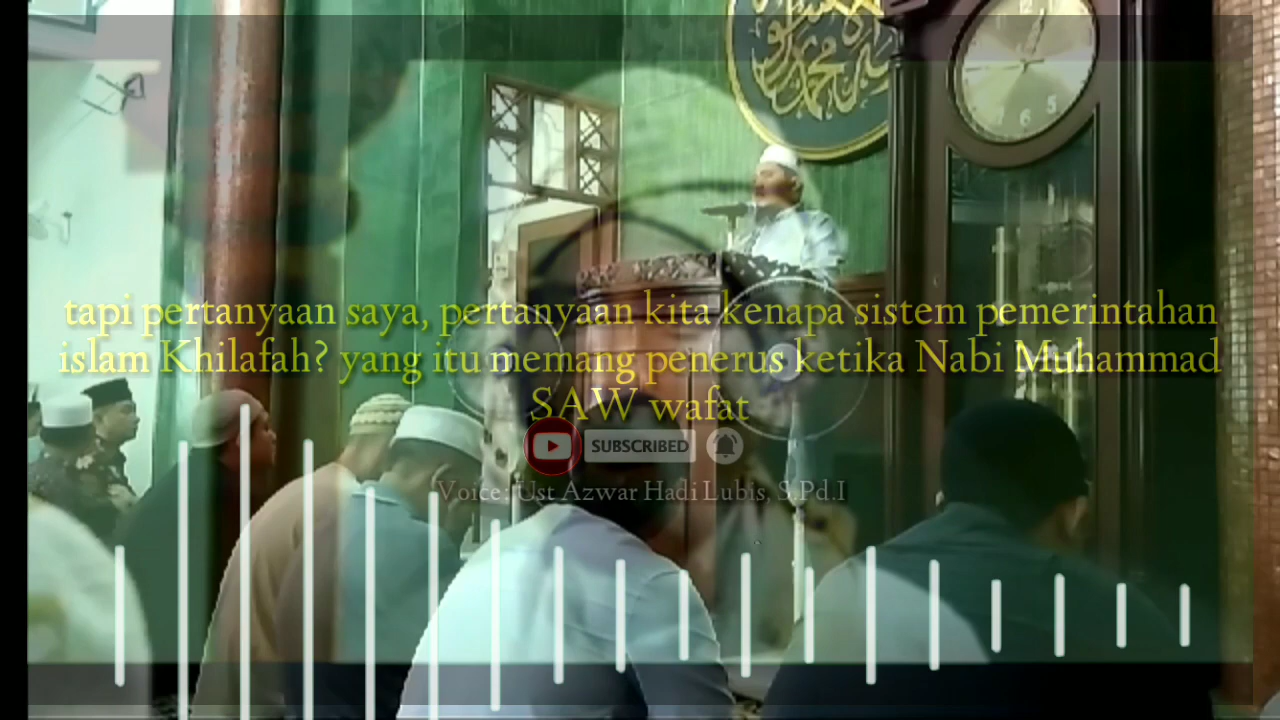 tapi pertanyaan saya, pertanyaan kita kenapa sistem pemerintahan
islam Khilafah? yang itu memang penerus ketika Nabi Muhammad
SAW wafat
SUBSCRIBED
Voice: Ust Azwar Hadi Lubis, S.Pd.I